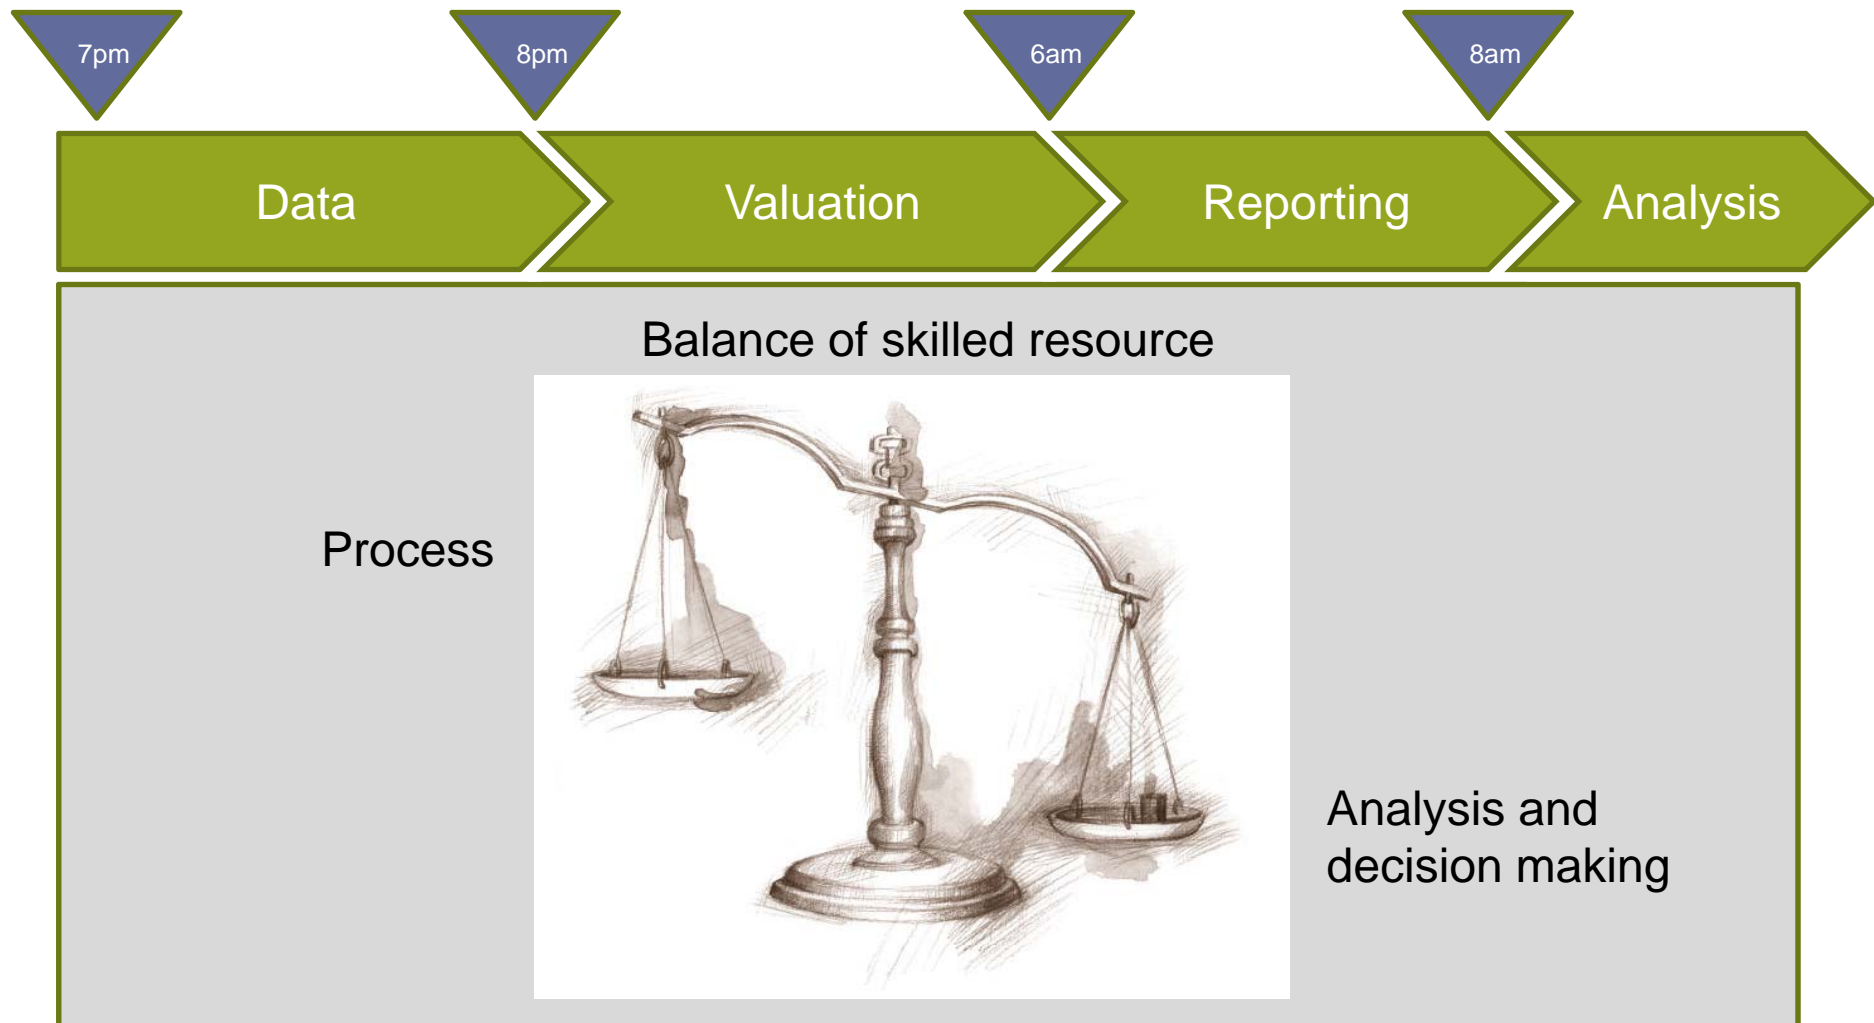 7pm
8pm
6am
8am
Data
Valuation
Reporting
Analysis
Balance of skilled resource
Process
Analysis and
decision making